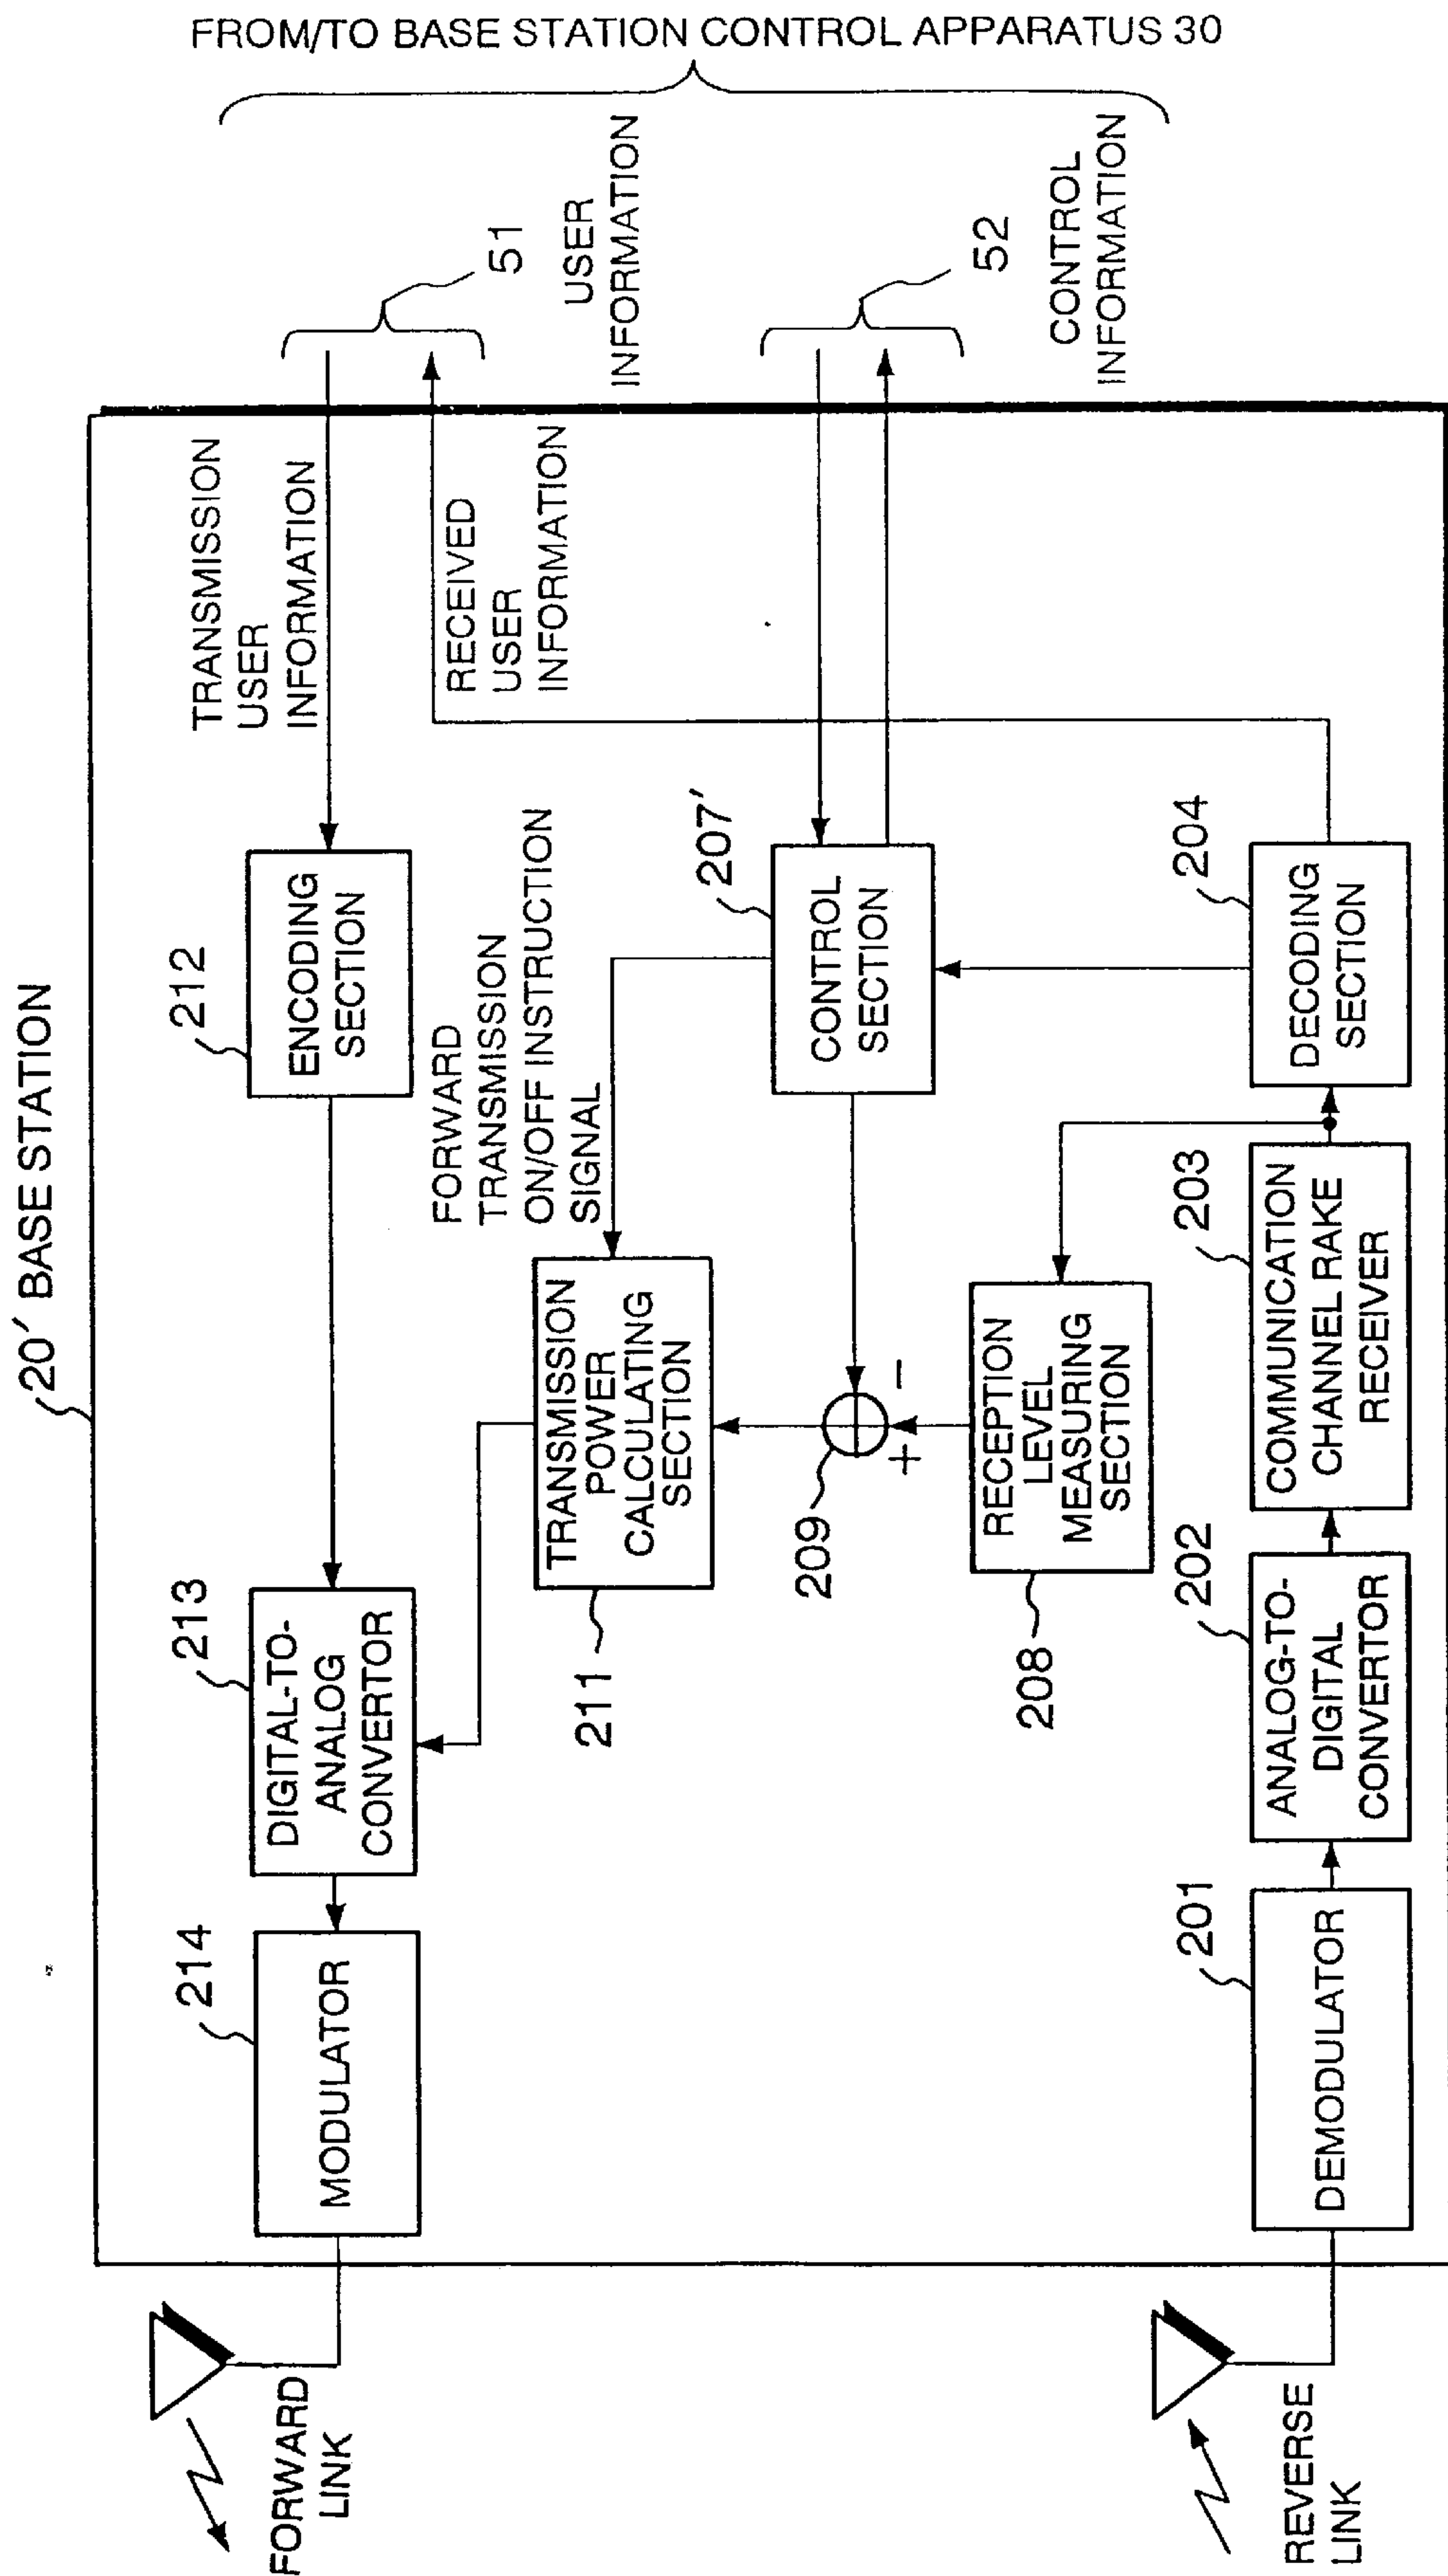 20′ BASE STATION
FORWARD
LINK
214
MODULATOR
213
DIGITAL-TO-
ANALOG
CONVERTOR
212
ENCODING
SECTION
TRANSMISSION
USER
INFORMATION
RECEIVED
USER
INFORMATION
51
USER
INFORMATION
FROM/TO BASE STATION CONTROL APPARATUS 30
FORWARD
TRANSMISSION
ON/OFF INSTRUCTION
SIGNAL
211
TRANSMISSION
POWER
CALCULATING
SECTION
207′
CONTROL
SECTION
52
CONTROL
INFORMATION
209
+
−
208
RECEPTION
LEVEL
MEASURING
SECTION
REVERSE
LINK
201
DEMODULATOR
202
ANALOG-TO-
DIGITAL
CONVERTOR
203
COMMUNICATION
CHANNEL RAKE
RECEIVER
204
DECODING
SECTION